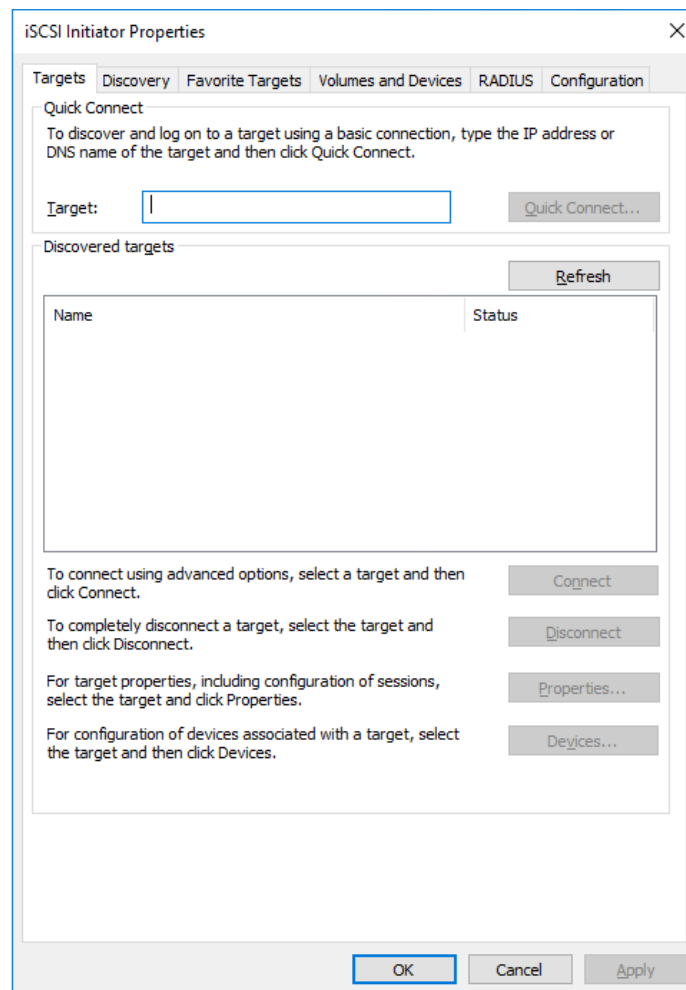 iSCSI Initiator Properties
Targets Discovery Favorite Targets Volumes and Devices RADIUS Configuration
Quick Connect
To discover and log on to a target using a basic connection, type the IP address or
DNS name of the target and then click Quick Connect.
Target: Quick Connect...
Discovered targets
Refresh
Name Status
To connect using advanced options, select a target and then
click Connect.
Connect
To completely disconnect a target, select the target and
then click Disconnect.
Disconnect
For target properties, including configuration of sessions,
select the target and click Properties.
Properties...
For configuration of devices associated with a target, select
the target and then click Devices.
Devices...
OK Cancel Apply